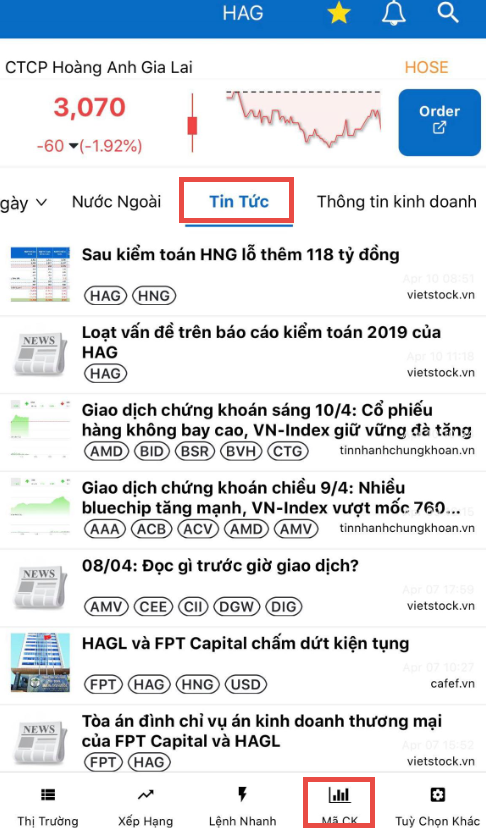 HAG
CTCP Hoàng Anh Gia Lai
HOSE
3,070
-60 (-1.92%)
Order
gày
Nước Ngoài
Tin Tức
Thông tin kinh doanh
Sau kiểm toán HNG lỗ thêm 118 tỷ đồng
Apr 10 08:51
HAG HNG
vietstock.vn
Loạt vấn đề trên báo cáo kiểm toán 2019 của
HAG
Apr 10 11:18
HAG
vietstock.vn
NEWS
Giao dịch chứng khoán sáng 10/4: Cổ phiếu
hàng không bay cao, VN-Index giữ vững đà tăng
AMD BID BSR BVH CTG
tinnhanhchungkhoan.vn
Giao dịch chứng khoán chiều 9/4: Nhiều
bluechip tăng mạnh, VN-Index vượt mốc 760...
AAA ACB ACV AMD AMV
tinnhanhchungkhoan.vn
NEWS
08/04: Đọc gì trước giờ giao dịch?
Apr 07 17:59
AMV CEE CII DGW DIG
vietstock.vn
HAGL và FPT Capital chấm dứt kiện tụng
Apr 07 10:27
FPT HAG HNG USD
cafef.vn
NEWS
Tòa án đình chỉ vụ án kinh doanh thương mại
của FPT Capital và HAGL
Apr 07 15:52
FPT HAG
vietstock.vn
Thị Trường
Xếp Hạng
Lệnh Nhanh
Mã CK
Tuỳ Chọn Khác